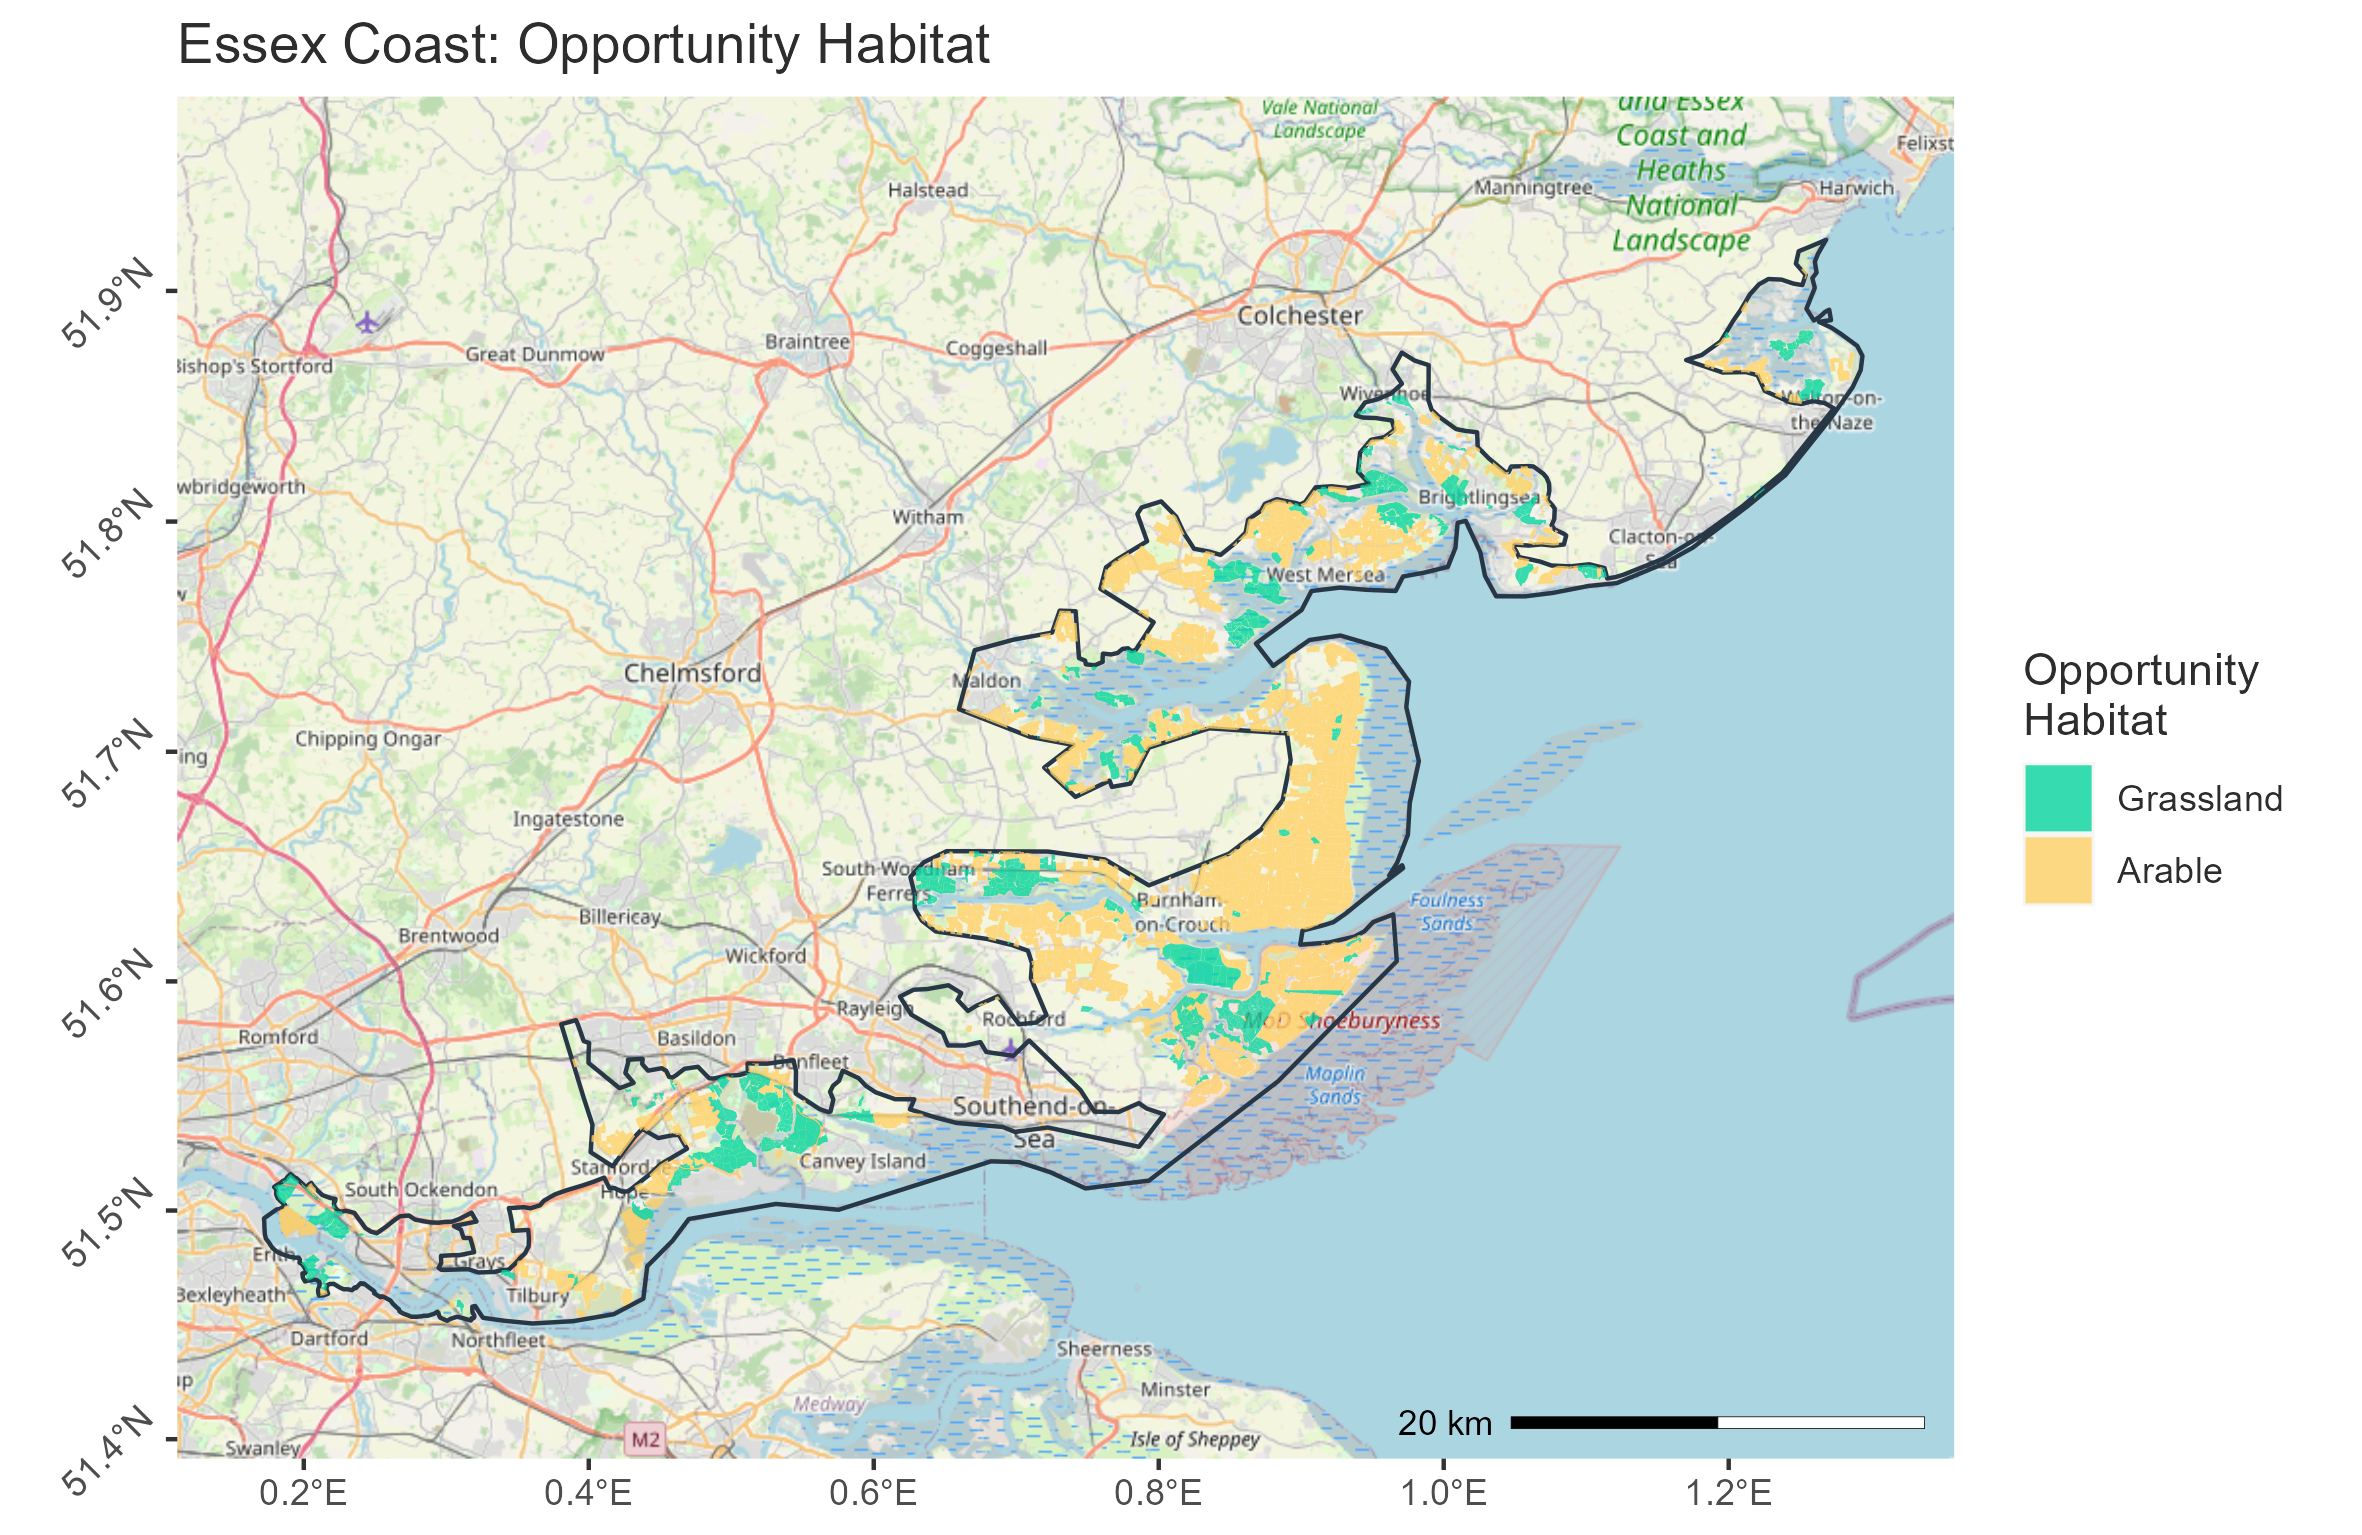 Essex Coast: Opportunity Habitat
Vale National
Landscape
and Essex
Coast and
Heaths
National
Landscape
Felixst
Halstead
Manningtree
Harwich
51.9°N
Colchester
Braintree
Coggeshall
Great Dunmow
Bishop's Stortford
Wivenhoe
Walton-on-
the-Naze
wbridgeworth
51.8°N
Witham
Brightlingsea
Clacton-on-
Sea
West Mersea
w
Chelmsford
Maldon
51.7°N
Chipping Ongar
ing
Ingatestone
South Woodham
Ferrers
Burnham-
on-Crouch
Foulness
Sands
Billericay
Brentwood
Wickford
51.6°N
Rayleigh
Rochford
MoD Shoeburyness
Romford
Basildon
Benfleet
Maplin
Sands
Southend-on-
Sea
Canvey Island
Stanford-le-
Hope
South Ockendon
51.5°N
Erith
Grays
Tilbury
Bexleyheath
Dartford
Northfleet
Sheerness
Minster
up
Medway
Isle of Sheppey
M2
Swanley
51.4°N
20 km
0.2°E
0.4°E
0.6°E
0.8°E
1.0°E
1.2°E
Opportunity
Habitat
Grassland
Arable